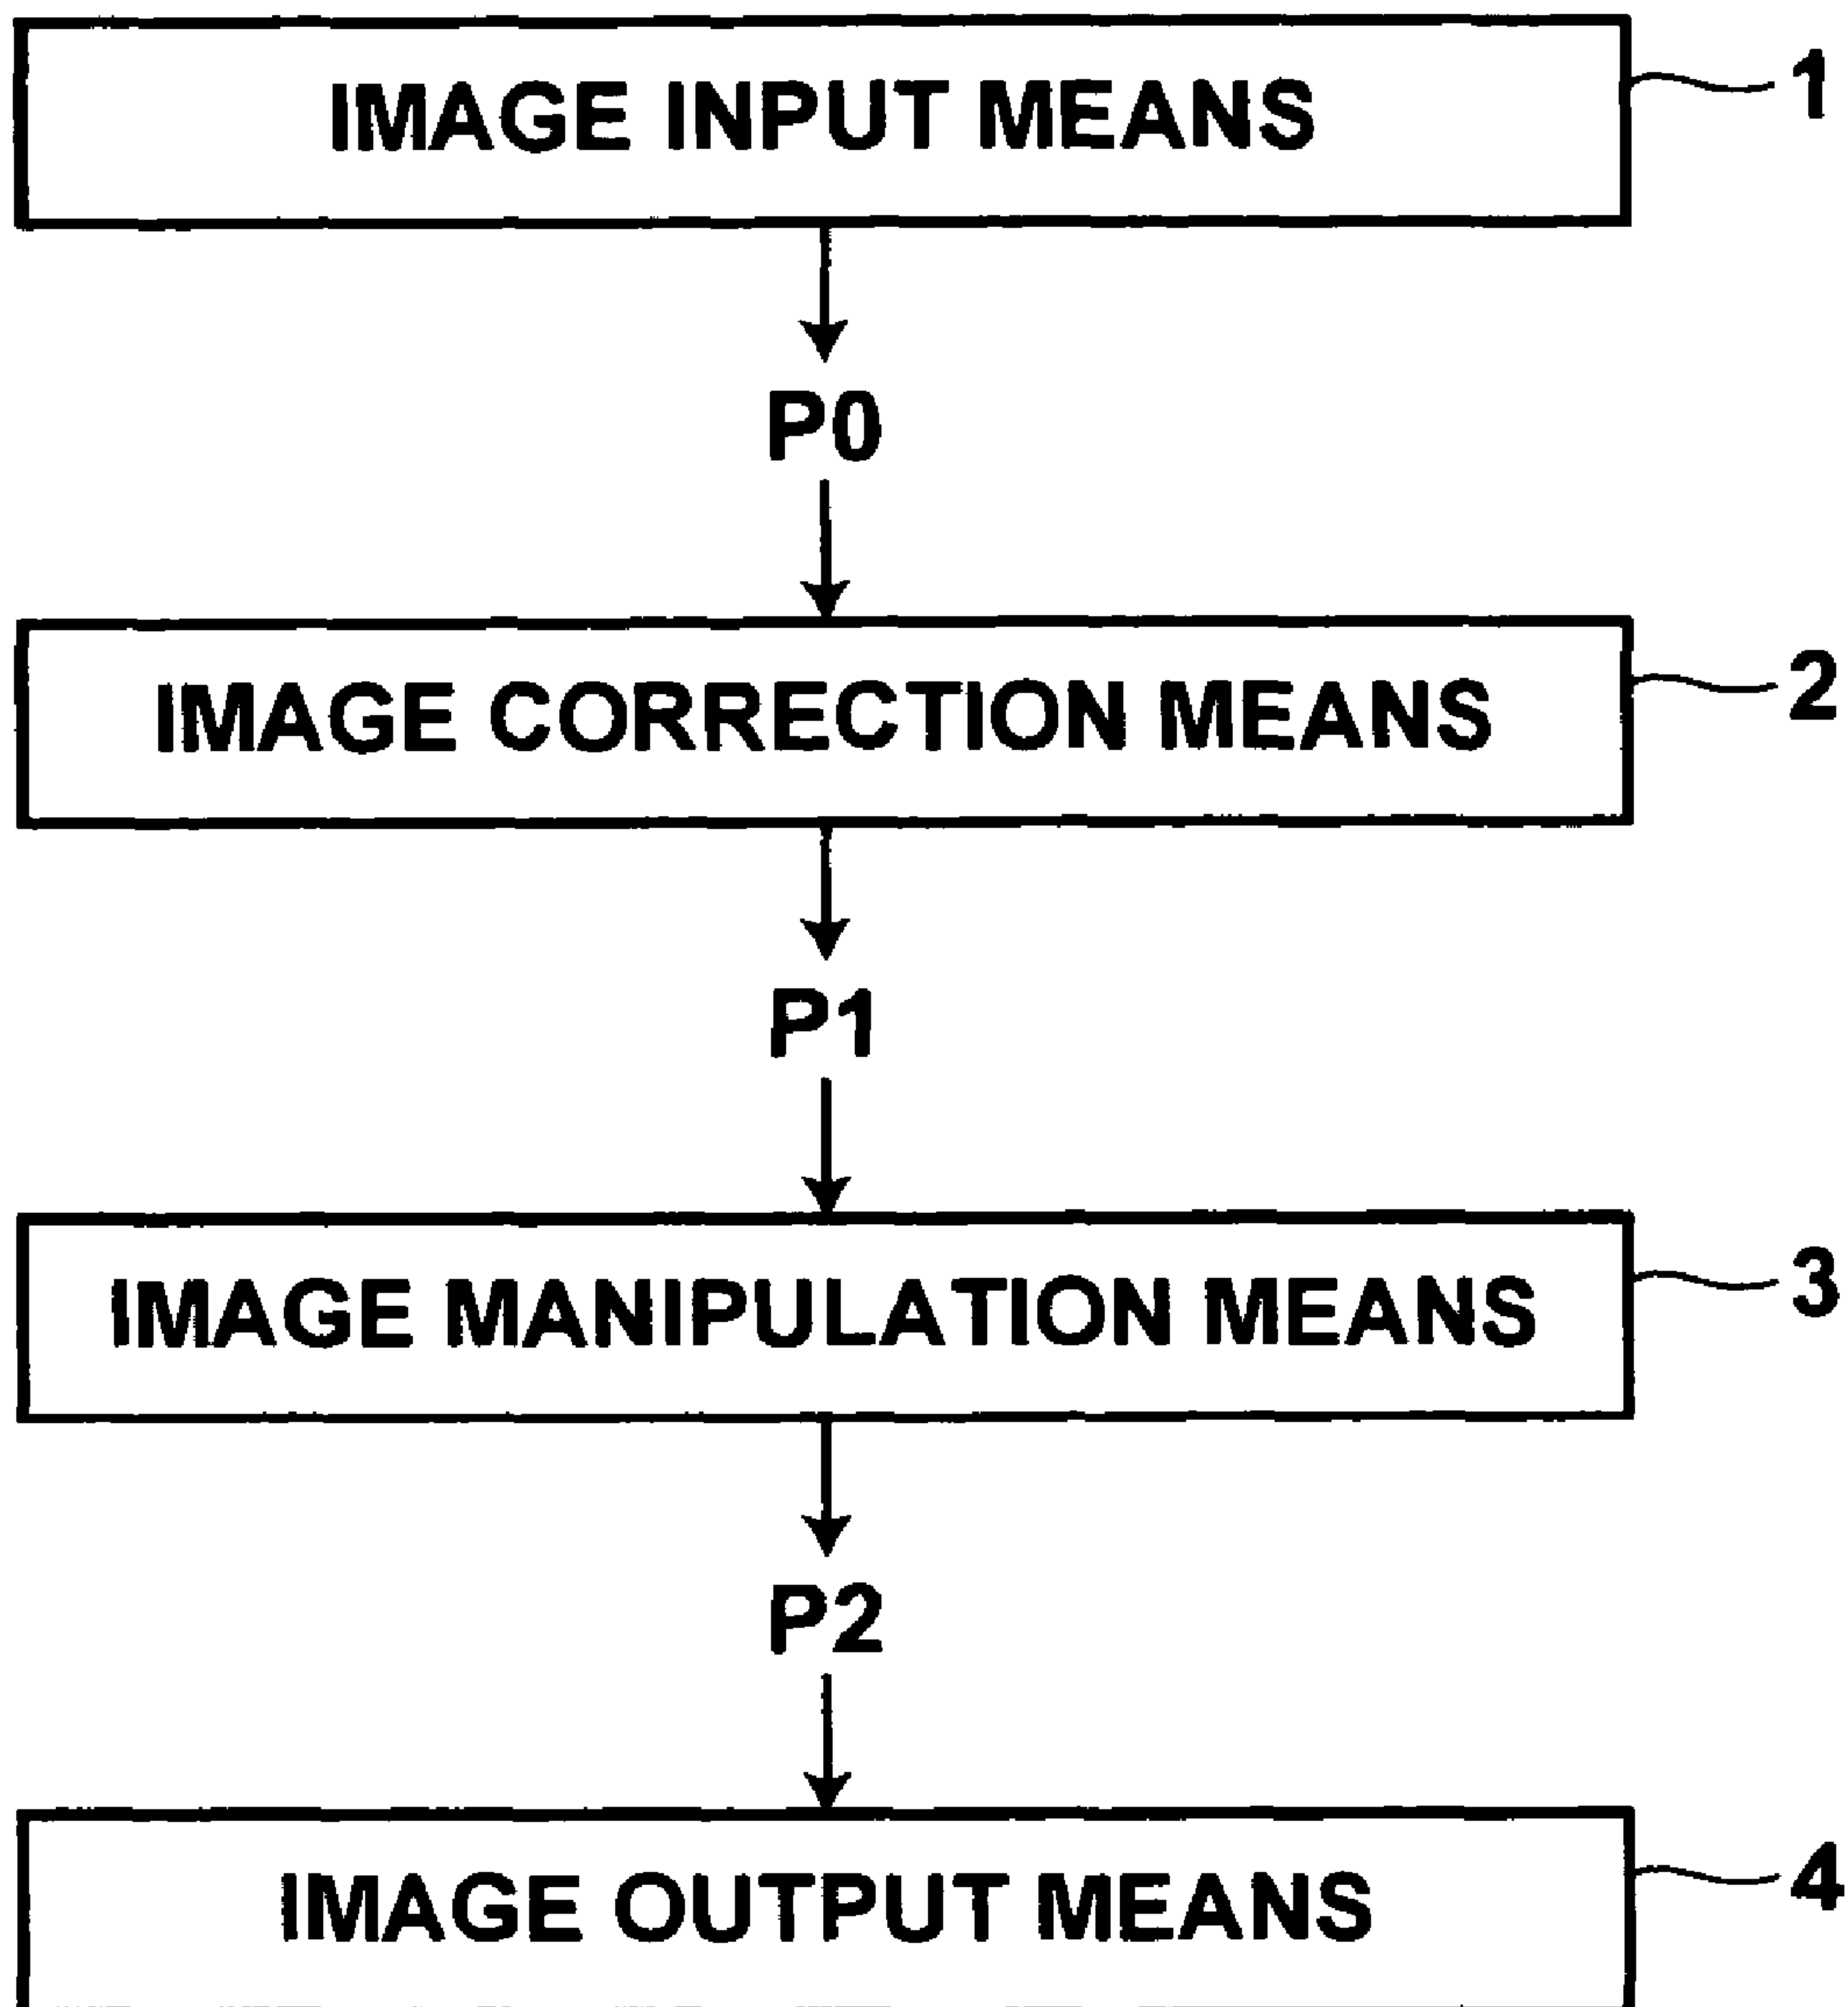 IMAGE INPUT MEANS 1
P0
IMAGE CORRECTION MEANS 2
P1
IMAGE MANIPULATION MEANS 3
P2
IMAGE OUTPUT MEANS 4